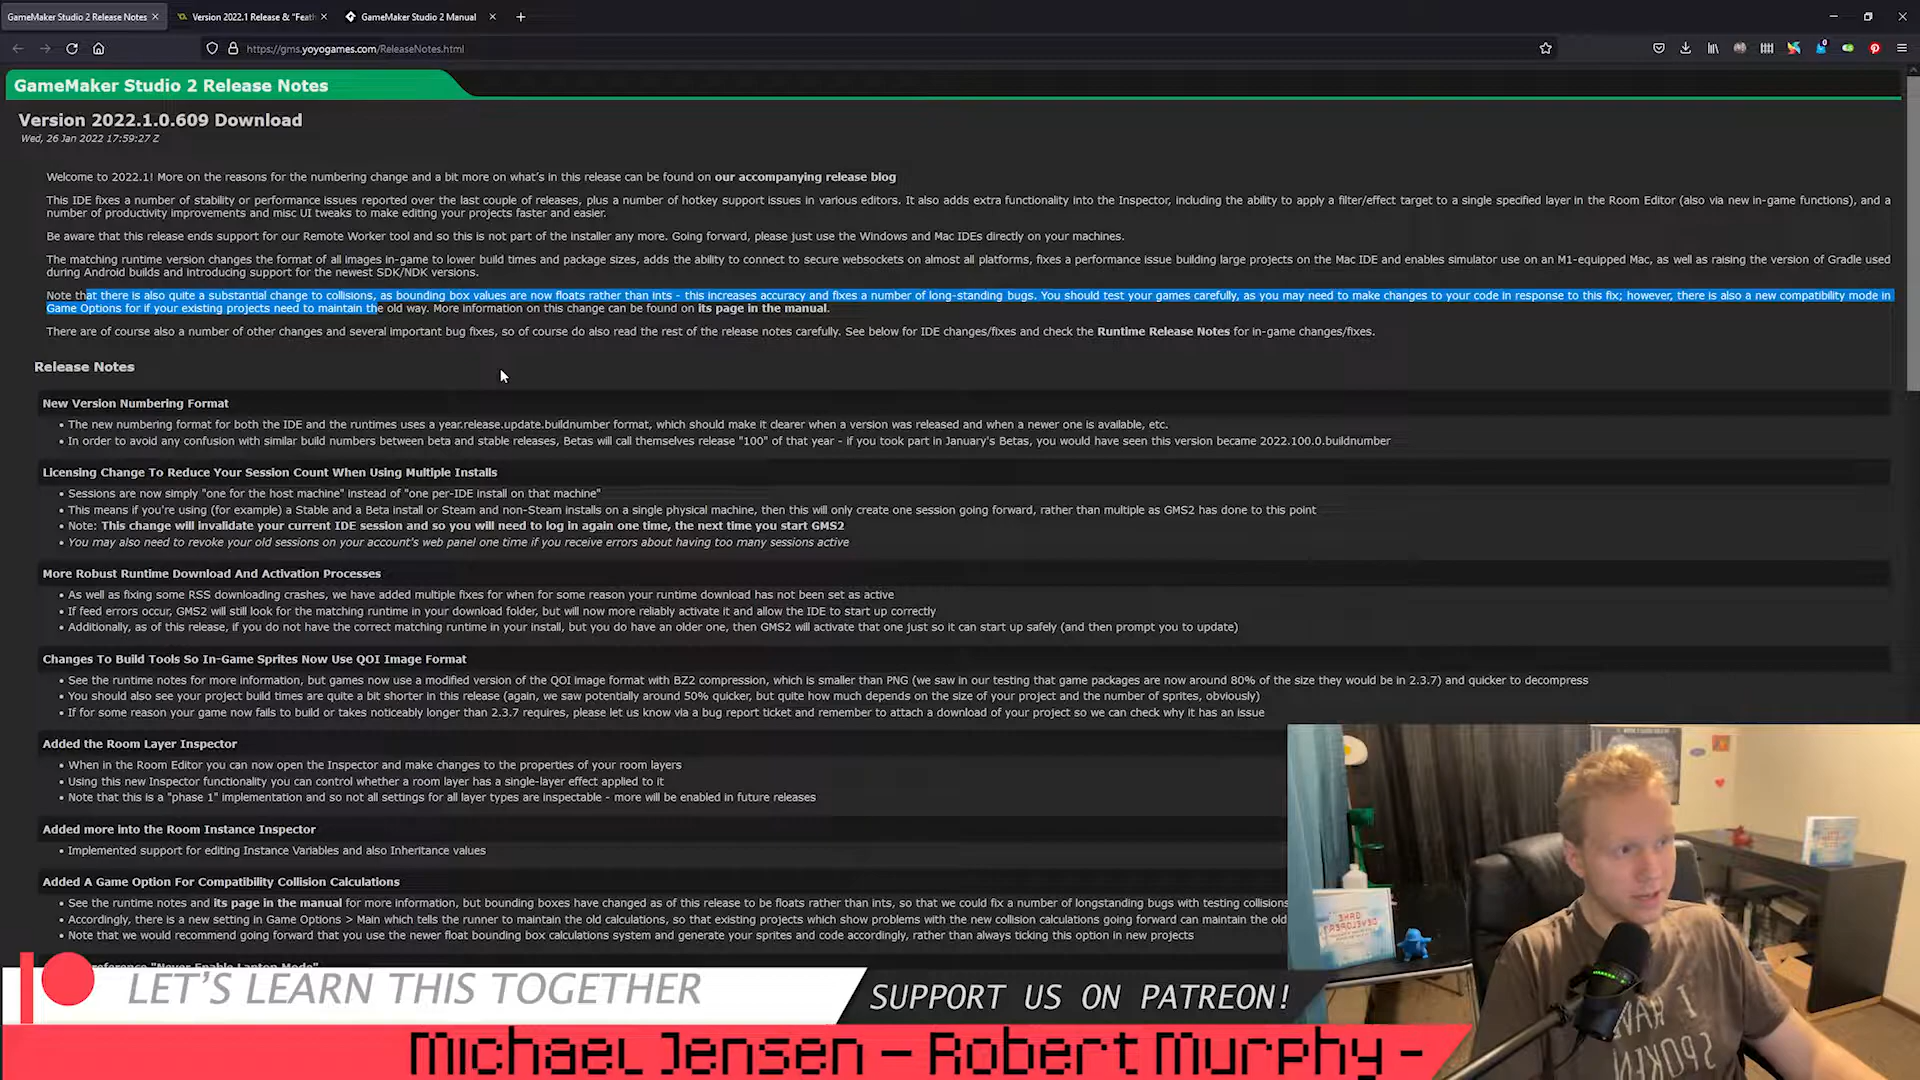 GameMaker Studio 2 Release Notes
Version 2022.1 Release & "Feath
GameMaker Studio 2 Manual
https://gms.yoyogames.com/ReleaseNotes.html
GameMaker Studio 2 Release Notes
Version 2022.1.0.609 Download
Wed, 26 Jan 2022 17:59:27 Z
Welcome to 2022.1! More on the reasons for the numbering change and a bit more on what's in this release can be found on our accompanying release blog
This IDE fixes a number of stability or performance issues reported over the last couple of releases, plus a number of hotkey support issues in various editors. It also adds extra functionality into the Inspector, including the ability to apply a filter/effect target to a single specified layer in the Room Editor (also via new in-game functions), and a
number of productivity improvements and misc UI tweaks to make editing your projects faster and easier.
Be aware that this release ends support for our Remote Worker tool and so this is not part of the installer any more. Going forward, please just use the Windows and Mac IDEs directly on your machines.
The matching runtime version changes the format of all images in-game to lower build times and package sizes, adds the ability to connect to secure websockets on almost all platforms, fixes a performance issue building large projects on the Mac IDE and enables simulator use on an M1-equipped Mac, as well as raising the version of Gradle used
during Android builds and introducing support for the newest SDK/NDK versions.
Note that there is also quite a substantial change to collisions, as bounding box values are now floats rather than ints - this increases accuracy and fixes a number of long-standing bugs. You should test your games carefully, as you may need to make changes to your code in response to this fix; however, there is also a new compatibility mode in
Game Options for if your existing projects need to maintain the old way. More information on this change can be found on its page in the manual.
There are of course also a number of other changes and several important bug fixes, so of course do also read the rest of the release notes carefully. See below for IDE changes/fixes and check the Runtime Release Notes for in-game changes/fixes.
Release Notes
New Version Numbering Format
• The new numbering format for both the IDE and the runtimes uses a year.release.update.buildnumber format, which should make it clearer when a version was released and when a newer one is available, etc.
• In order to avoid any confusion with similar build numbers between beta and stable releases, Betas will call themselves release "100" of that year - if you took part in January's Betas, you would have seen this version became 2022.100.0.buildnumber
Licensing Change To Reduce Your Session Count When Using Multiple Installs
• Sessions are now simply "one for the host machine" instead of "one per-IDE install on that machine"
• This means if you're using (for example) a Stable and a Beta install or Steam and non-Steam installs on a single physical machine, then this will only create one session going forward, rather than multiple as GMS2 has done to this point
• Note: This change will invalidate your current IDE session and so you will need to log in again one time, the next time you start GMS2
• You may also need to revoke your old sessions on your account's web panel one time if you receive errors about having too many sessions active
More Robust Runtime Download And Activation Processes
• As well as fixing some RSS downloading crashes, we have added multiple fixes for when for some reason your runtime download has not been set as active
• If feed errors occur, GMS2 will still look for the matching runtime in your download folder, but will now more reliably activate it and allow the IDE to start up correctly
• Additionally, as of this release, if you do not have the correct matching runtime in your install, but you do have an older one, then GMS2 will activate that one just so it can start up safely (and then prompt you to update)
Changes To Build Tools So In-Game Sprites Now Use QOI Image Format
• See the runtime notes for more information, but games now use a modified version of the QOI image format with BZ2 compression, which is smaller than PNG (we saw in our testing that game packages are now around 80% of the size they would be in 2.3.7) and quicker to decompress
• You should also see your project build times are quite a bit shorter in this release (again, we saw potentially around 50% quicker, but quite how much depends on the size of your project and the number of sprites, obviously)
• If for some reason your game now fails to build or takes noticeably longer than 2.3.7 requires, please let us know via a bug report ticket and remember to attach a download of your project so we can check why it has an issue
Added the Room Layer Inspector
• When in the Room Editor you can now open the Inspector and make changes to the properties of your room layers
• Using this new Inspector functionality you can control whether a room layer has a single-layer effect applied to it
• Note that this is a "phase 1" implementation and so not all settings for all layer types are inspectable - more will be enabled in future releases
Added more into the Room Instance Inspector
• Implemented support for editing Instance Variables and also Inheritance values
Added A Game Option For Compatibility Collision Calculations
• See the runtime notes and its page in the manual for more information, but bounding boxes have changed as of this release to be floats rather than ints, so that we could fix a number of longstanding bugs with testing collisions
• Accordingly, there is a new setting in Game Options > Main which tells the runner to maintain the old calculations, so that existing projects which show problems with the new collision calculations going forward can maintain the old
• Note that we would recommend going forward that you use the newer float bounding box calculations system and generate your sprites and code accordingly, rather than always ticking this option in new projects
LET'S LEARN THIS TOGETHER
SUPPORT US ON PATREON!
Michael Jensen - Robert Murphy -